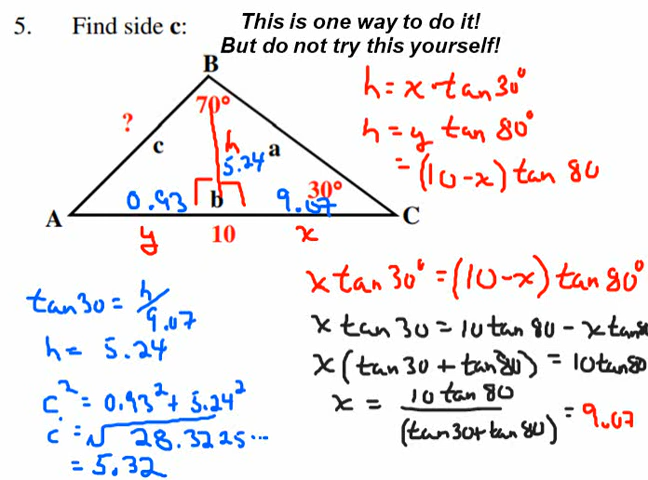 5. Find side c:
This is one way to do it!
But do not try this yourself!
B
70°
?
c
h
5.24
a
0.93
b
9.07
30°
A
C
y
10
x
h = x · tan 30°
h = y tan 80°
= (10-x) tan 80
x tan 30° = (10-x) tan 80°
x tan 30 = 10 tan 80 - x tan 80
x (tan 30 + tan 80) = 10 tan 80
x = 10 tan 80 / (tan 30 + tan 80) = 9.07
tan 30 = h/9.07
h = 5.24
c² = 0.93² + 5.24²
c = √28.3225...
= 5.32